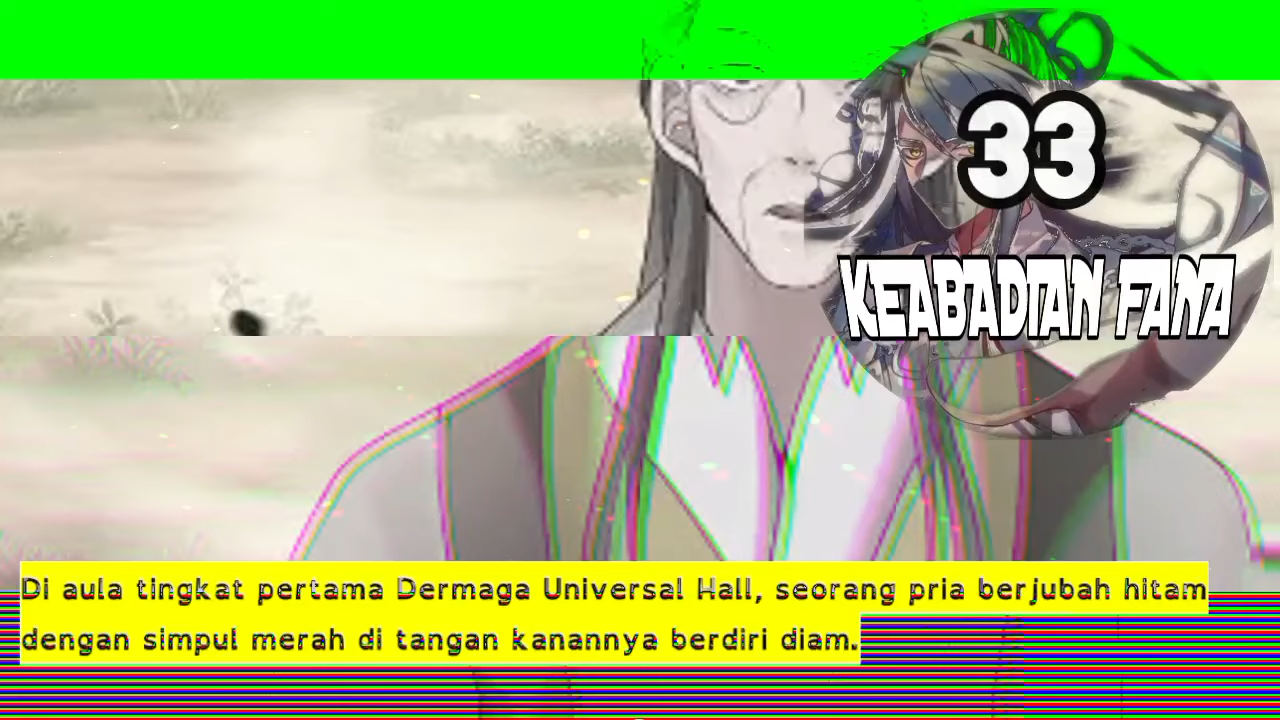 33
KEABADIAN FANA
Di aula tingkat pertama Dermaga Universal Hall, seorang pria berjubah hitam
dengan simpul merah di tangan kanannya berdiri diam.